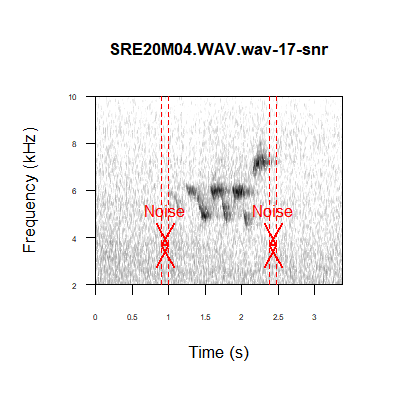 SRE20M04.WAV.wav-17-snr
Frequency (kHz)
10
8
6
4
2
Noise Noise
0 0.5 1 1.5 2 2.5 3
Time (s)